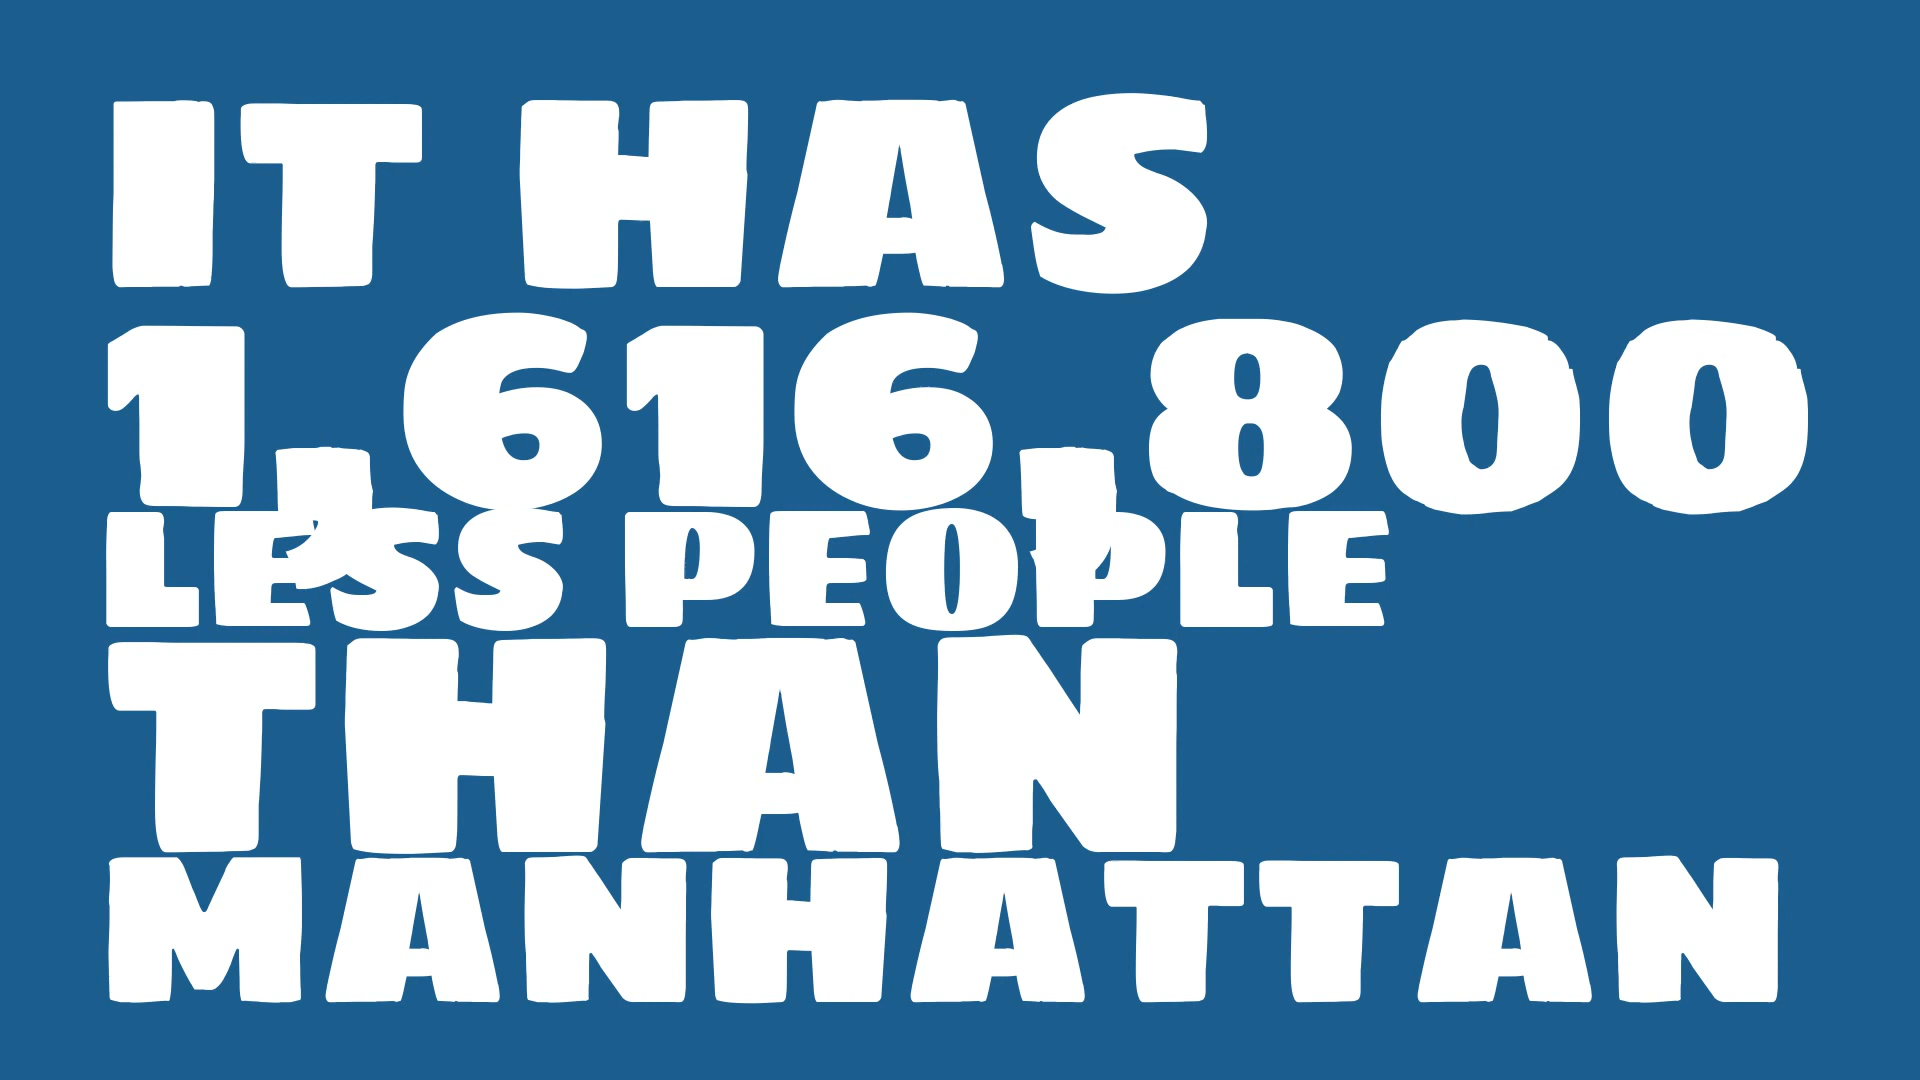 IT HAS
1,616,800
LESS PEOPLE
THAN
MANHATTAN